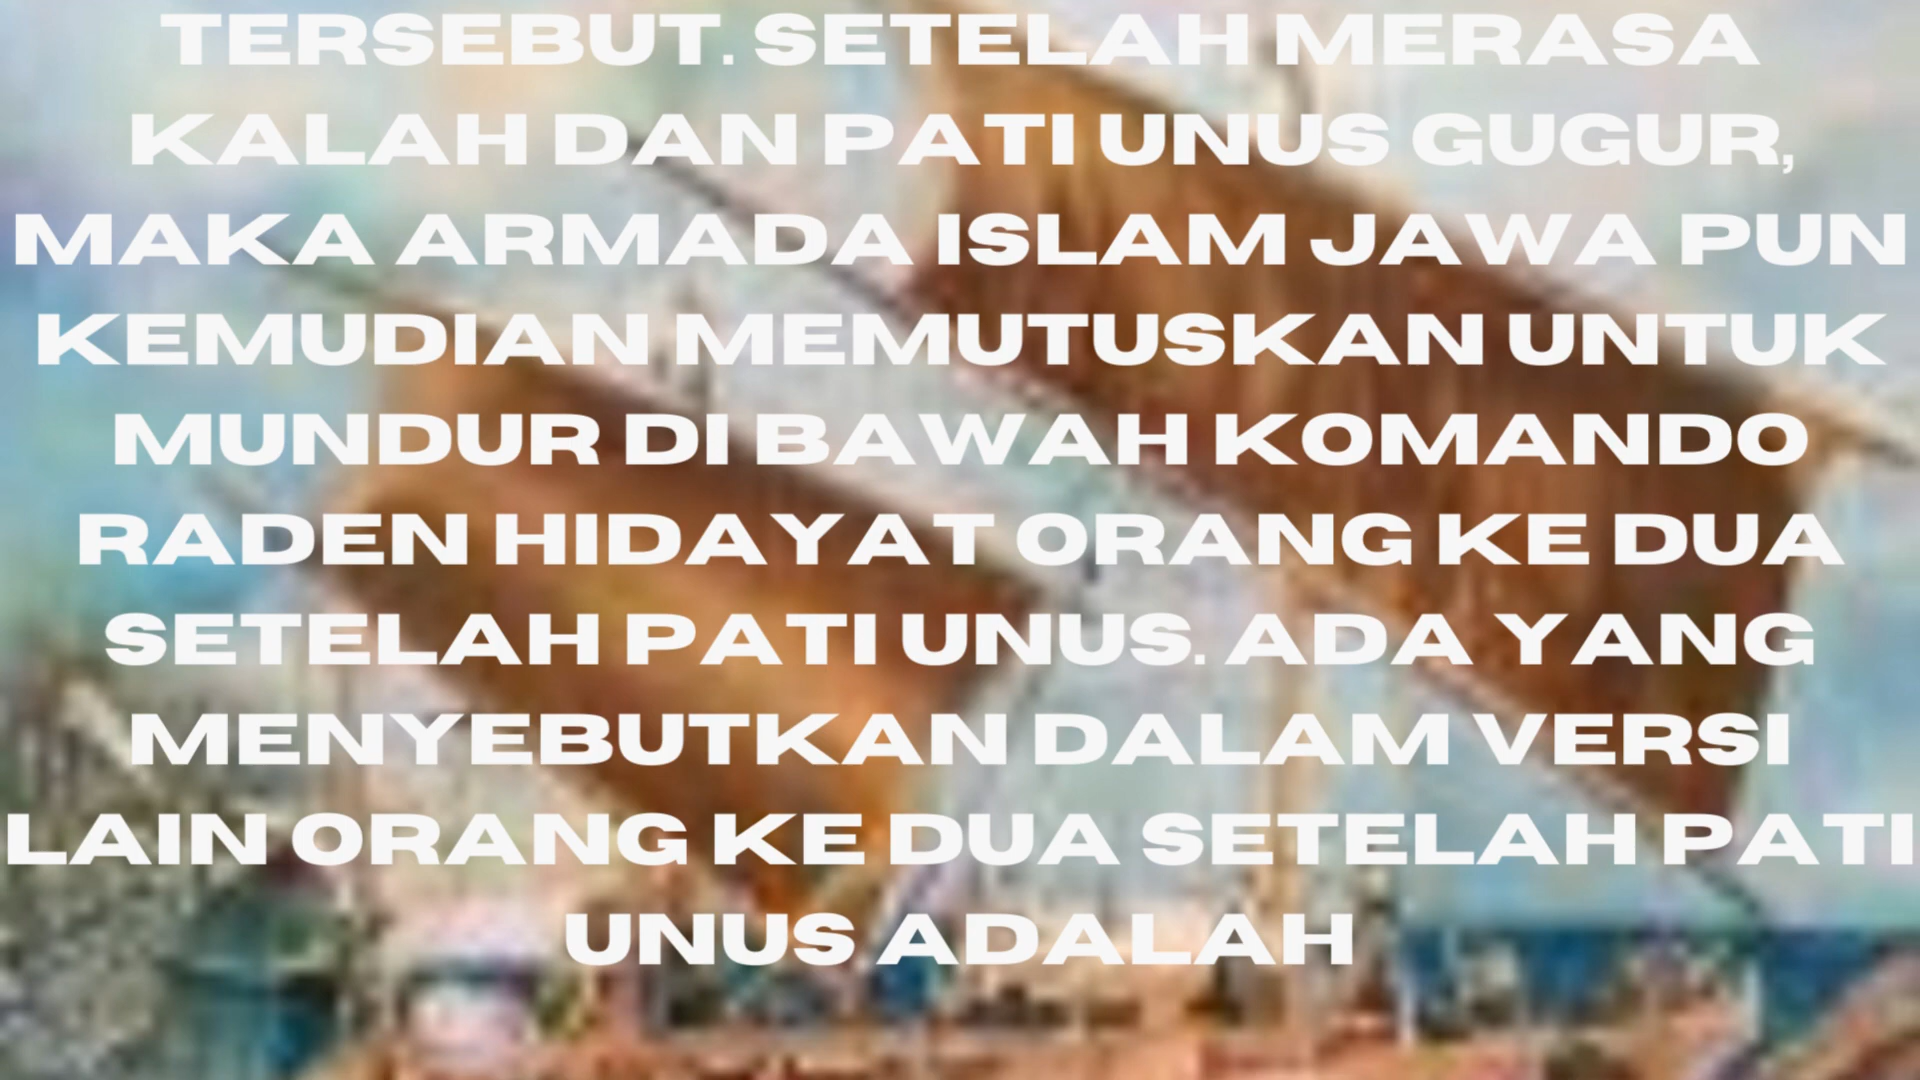 TERSEBUT. SETELAH MERASA
KALAH DAN PATI UNUS GUGUR,
MAKA ARMADA ISLAM JAWA PUN
KEMUDIAN MEMUTUSKAN UNTUK
MUNDUR DI BAWAH KOMANDO
RADEN HIDAYAT ORANG KE DUA
SETELAH PATI UNUS. ADA YANG
MENYEBUTKAN DALAM VERSI
LAIN ORANG KE DUA SETELAH PATI
UNUS ADALAH